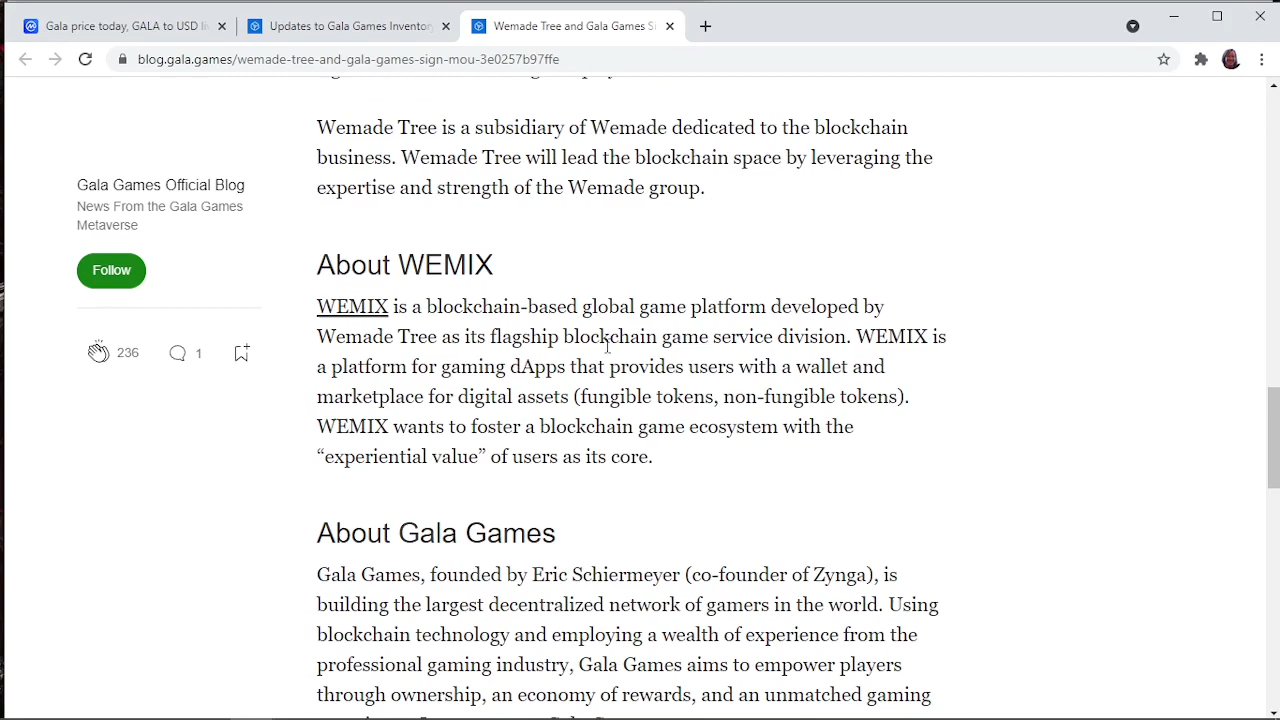 Gala price today, GALA to USD li
Updates to Gala Games Inventory
Wemade Tree and Gala Games Si
blog.gala.games/wemade-tree-and-gala-games-sign-mou-3e0257b97ffe
Wemade Tree is a subsidiary of Wemade dedicated to the blockchain
business. Wemade Tree will lead the blockchain space by leveraging the
expertise and strength of the Wemade group.
Gala Games Official Blog
News From the Gala Games
Metaverse
Follow
236
1
About WEMIX
WEMIX is a blockchain-based global game platform developed by
Wemade Tree as its flagship blockchain game service division. WEMIX is
a platform for gaming dApps that provides users with a wallet and
marketplace for digital assets (fungible tokens, non-fungible tokens).
WEMIX wants to foster a blockchain game ecosystem with the
“experiential value” of users as its core.
About Gala Games
Gala Games, founded by Eric Schiermeyer (co-founder of Zynga), is
building the largest decentralized network of gamers in the world. Using
blockchain technology and employing a wealth of experience from the
professional gaming industry, Gala Games aims to empower players
through ownership, an economy of rewards, and an unmatched gaming